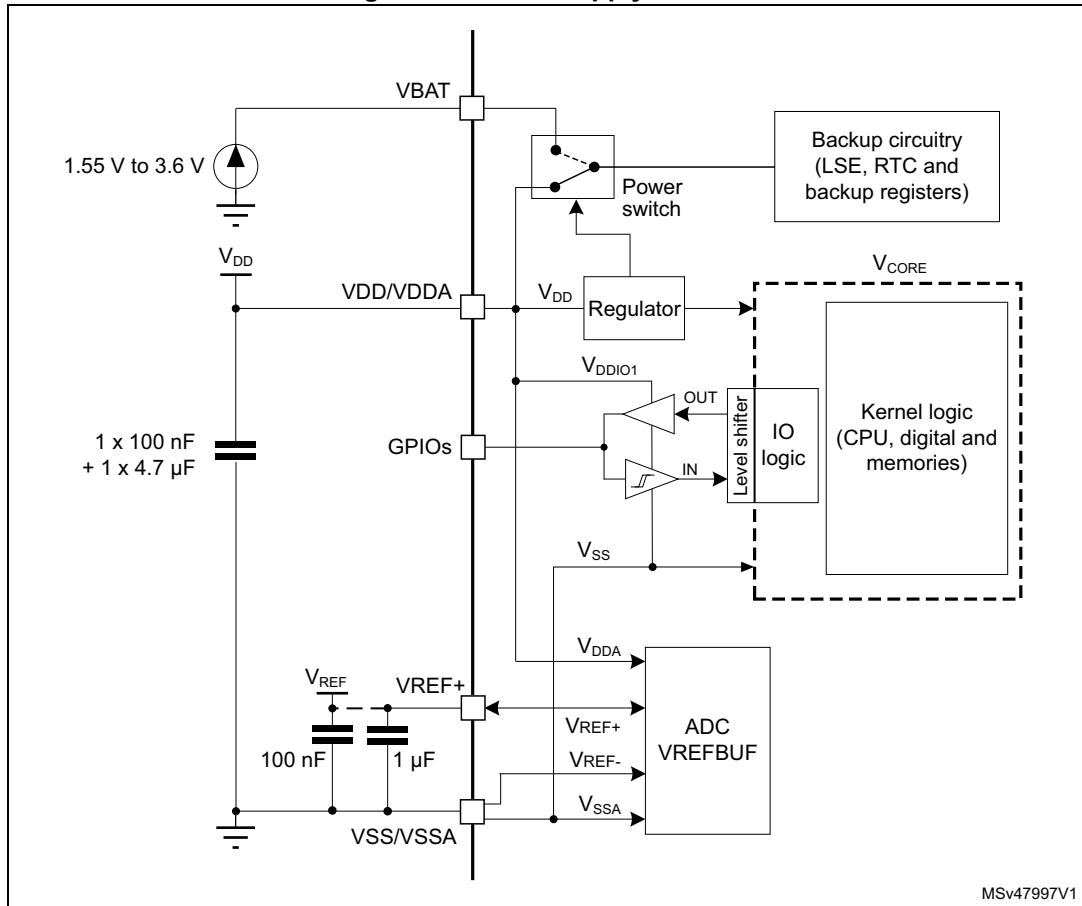 VBAT
1.55 V to 3.6 V
Power
switch
Backup circuitry
(LSE, RTC and
backup registers)
VDD
VDD/VDDA
VDD
Regulator
VCORE
VDDIO1
OUT
GPIOs
IN
Level shifter
IO
logic
Kernel logic
(CPU, digital and
memories)
1 x 100 nF
+ 1 x 4.7 µF
VSS
VDDA
VREF
VREF+
VREF+
ADC
VREFBUF
100 nF
1 µF
VREF-
VSSA
VSS/VSSA
MSv47997V1